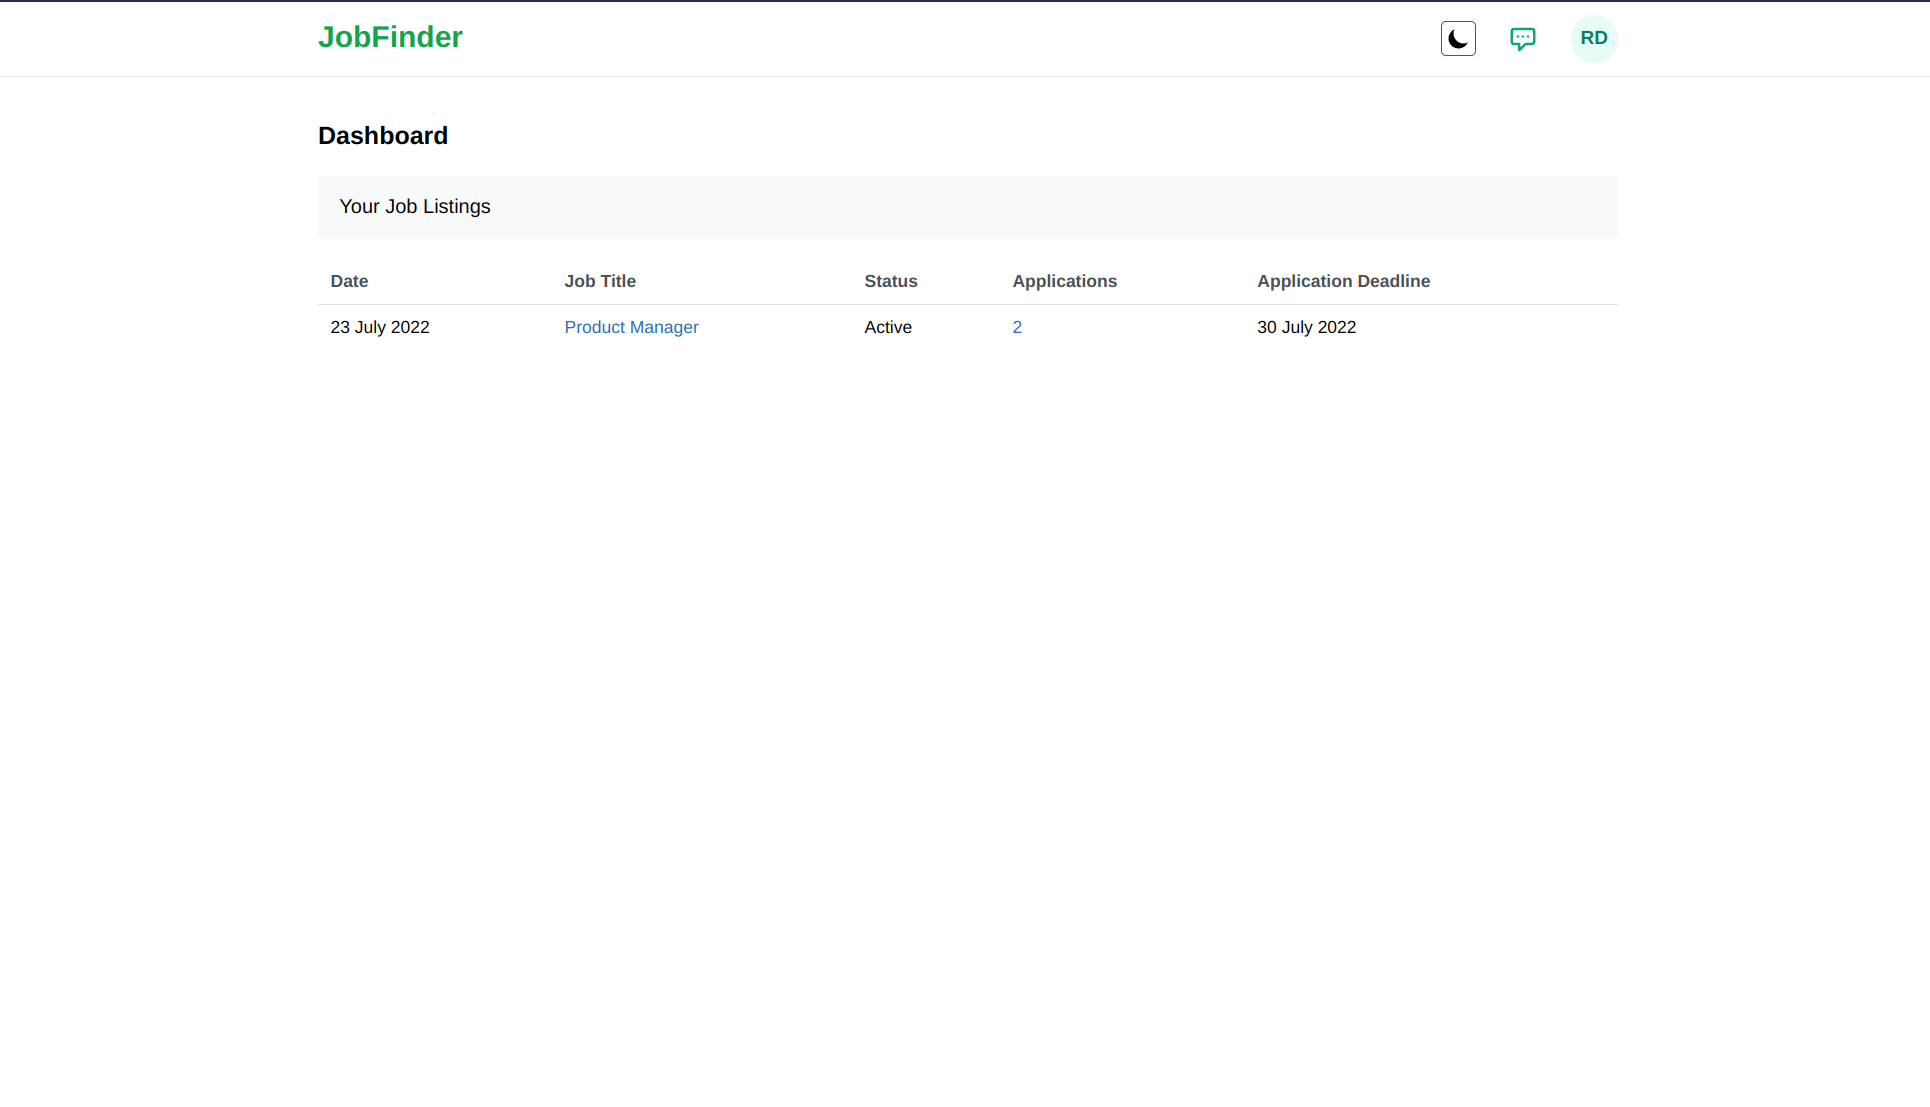 JobFinder
RD
Dashboard
Your Job Listings
Date Job Title Status Applications Application Deadline
23 July 2022 Product Manager Active 2 30 July 2022